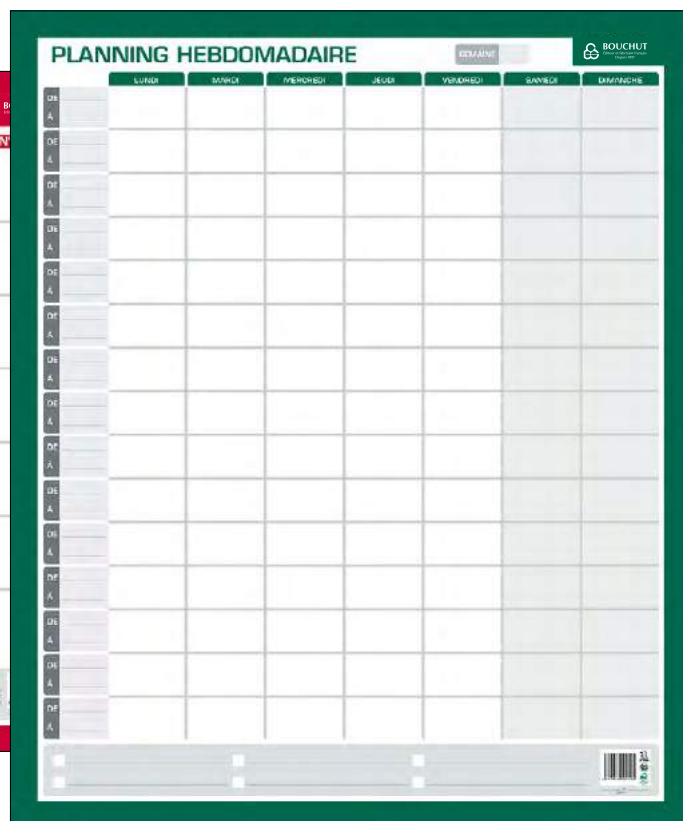 PLANNING HEBDOMADAIRE
DOMAINE
BOUCHUT
LUNDI MARDI MERCREDI JEUDI VENDREDI SAMEDI DIMANCHE
DE
À
DE
À
DE
À
DE
À
DE
À
DE
À
DE
À
DE
À
DE
À
DE
À
DE
À
DE
À
DE
À
DE
À
DE
À